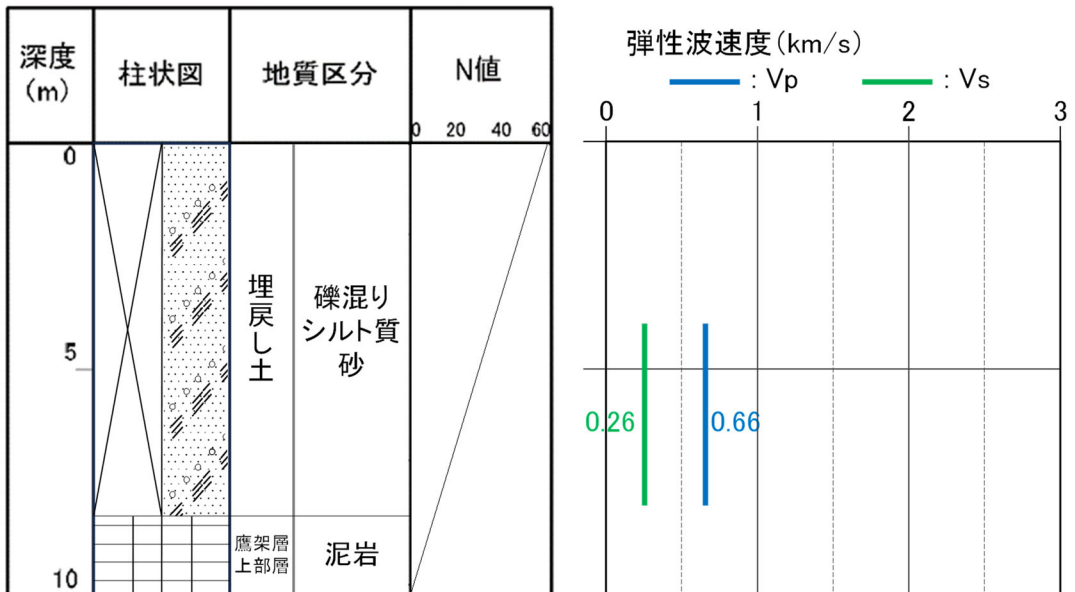 深度
(m)
柱状図
地質区分
N値
0 20 40 60
0
5
10
埋戻し土
礫混り
シルト質
砂
鷹架層
上部層
泥岩
弾性波速度(km/s)
: Vp : Vs
0 1 2 3
0.26 0.66